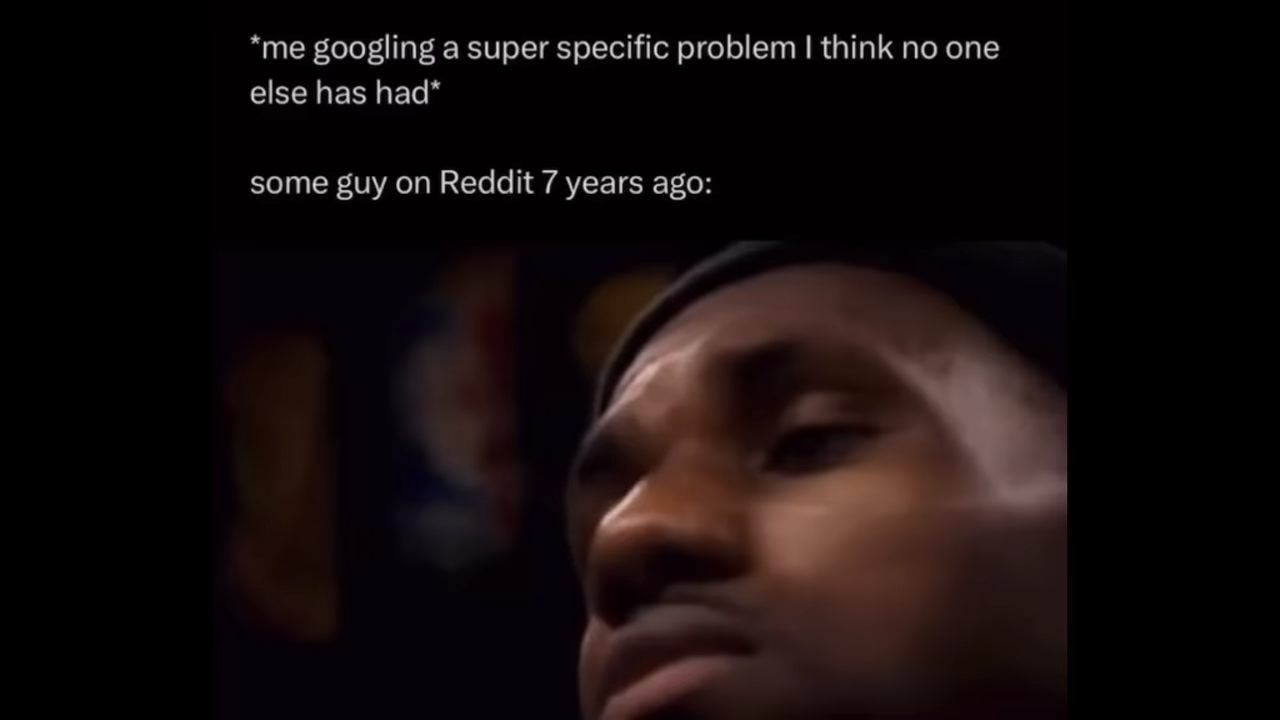 *me googling a super specific problem I think no one
else has had*
some guy on Reddit 7 years ago: